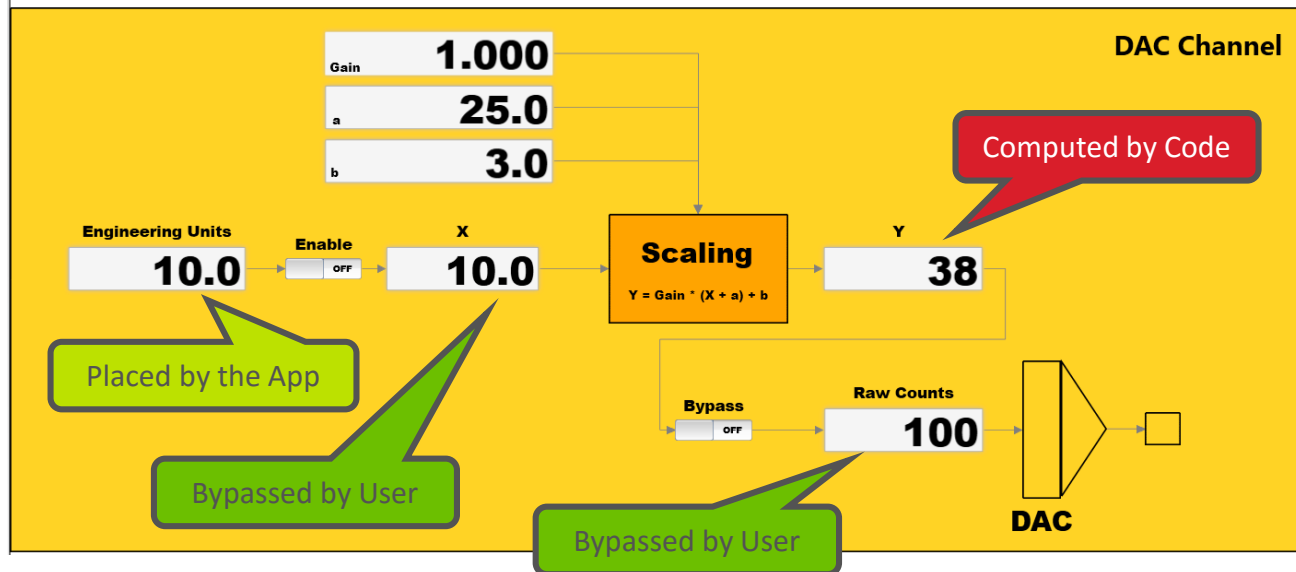 DAC Channel
Gain 1.000
a 25.0
b 3.0
Computed by Code
Engineering Units
10.0
Enable
OFF
X
10.0
Scaling
Y = Gain * (X + a) + b
Y
38
Placed by the App
Bypassed by User
Bypass
OFF
Raw Counts
100
DAC
Bypassed by User